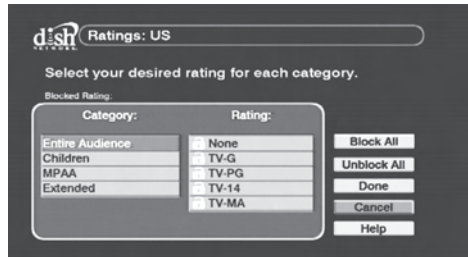 dish
NETWORK
Ratings: US
Select your desired rating for each category.
Blocked Rating:
Category:
Rating:
Entire Audience
Children
MPAA
Extended
None
TV-G
TV-PG
TV-14
TV-MA
Block All
Unblock All
Done
Cancel
Help